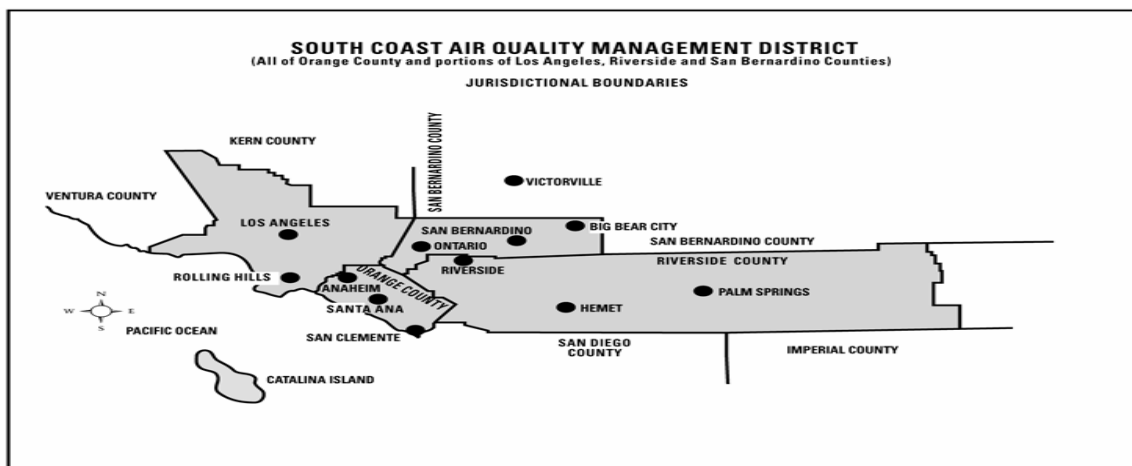 SOUTH COAST AIR QUALITY MANAGEMENT DISTRICT
(All of Orange County and portions of Los Angeles, Riverside and San Bernardino Counties)
JURISDICTIONAL BOUNDARIES
KERN COUNTY
SAN BERNARDINO COUNTY
VICTORVILLE
VENTURA COUNTY
LOS ANGELES
SAN BERNARDINO
BIG BEAR CITY
ONTARIO
SAN BERNARDINO COUNTY
RIVERSIDE
RIVERSIDE COUNTY
ROLLING HILLS
ANAHEIM
ORANGE COUNTY
PALM SPRINGS
SANTA ANA
HEMET
N
W E
S
PACIFIC OCEAN
SAN CLEMENTE
SAN DIEGO
COUNTY
IMPERIAL COUNTY
CATALINA ISLAND